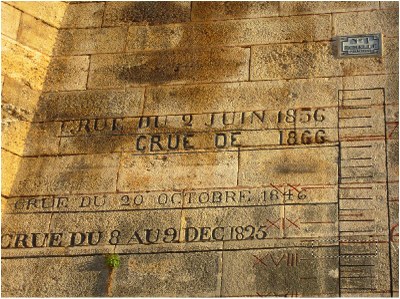 CRUE DU 2 JUIN 1856
CRUE DE 1866
CRUE DU 20 OCTOBRE 1846
CRUE DU 8 AU 9 DEC 1825
XVIII